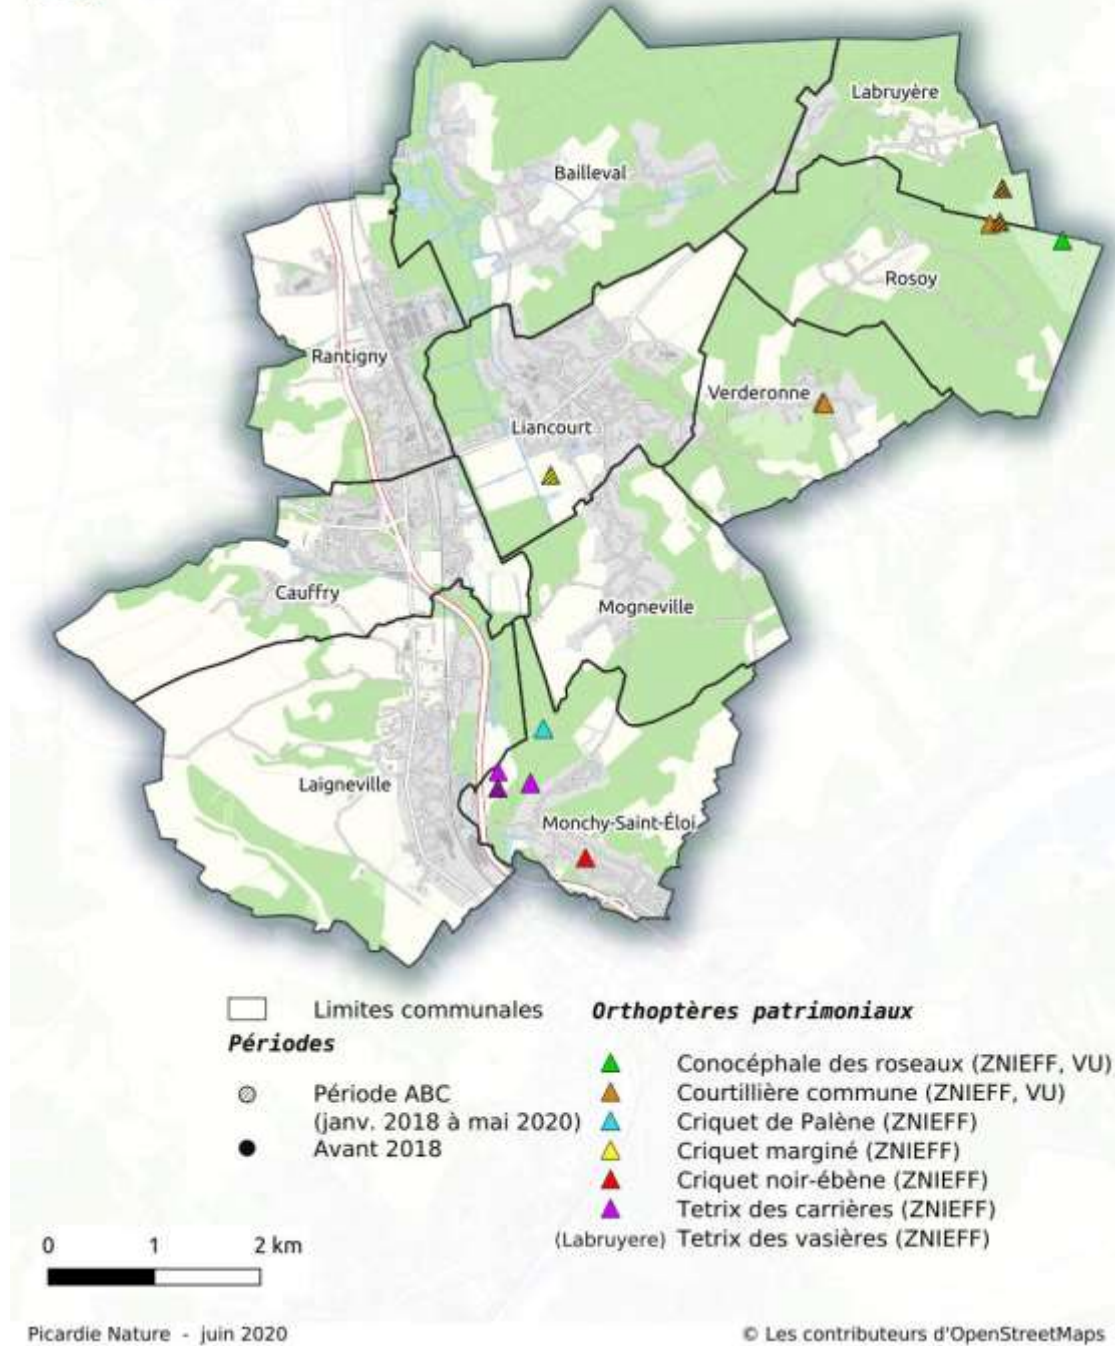 Labruyère
Bailleval
Rosoy
Rantigny
Verderonne
Liancourt
Cauffry
Mogneville
Laigneville
Monchy-Saint-Éloi
Limites communales
Périodes
Période ABC
(janv. 2018 à mai 2020)
Avant 2018
Orthoptères patrimoniaux
Conocéphale des roseaux (ZNIEFF, VU)
Courtillière commune (ZNIEFF, VU)
Criquet de Palène (ZNIEFF)
Criquet marginé (ZNIEFF)
Criquet noir-ébène (ZNIEFF)
Tetrix des carrières (ZNIEFF)
(Labruyere) Tetrix des vasières (ZNIEFF)
0 1 2 km
Picardie Nature - juin 2020
© Les contributeurs d'OpenStreetMaps